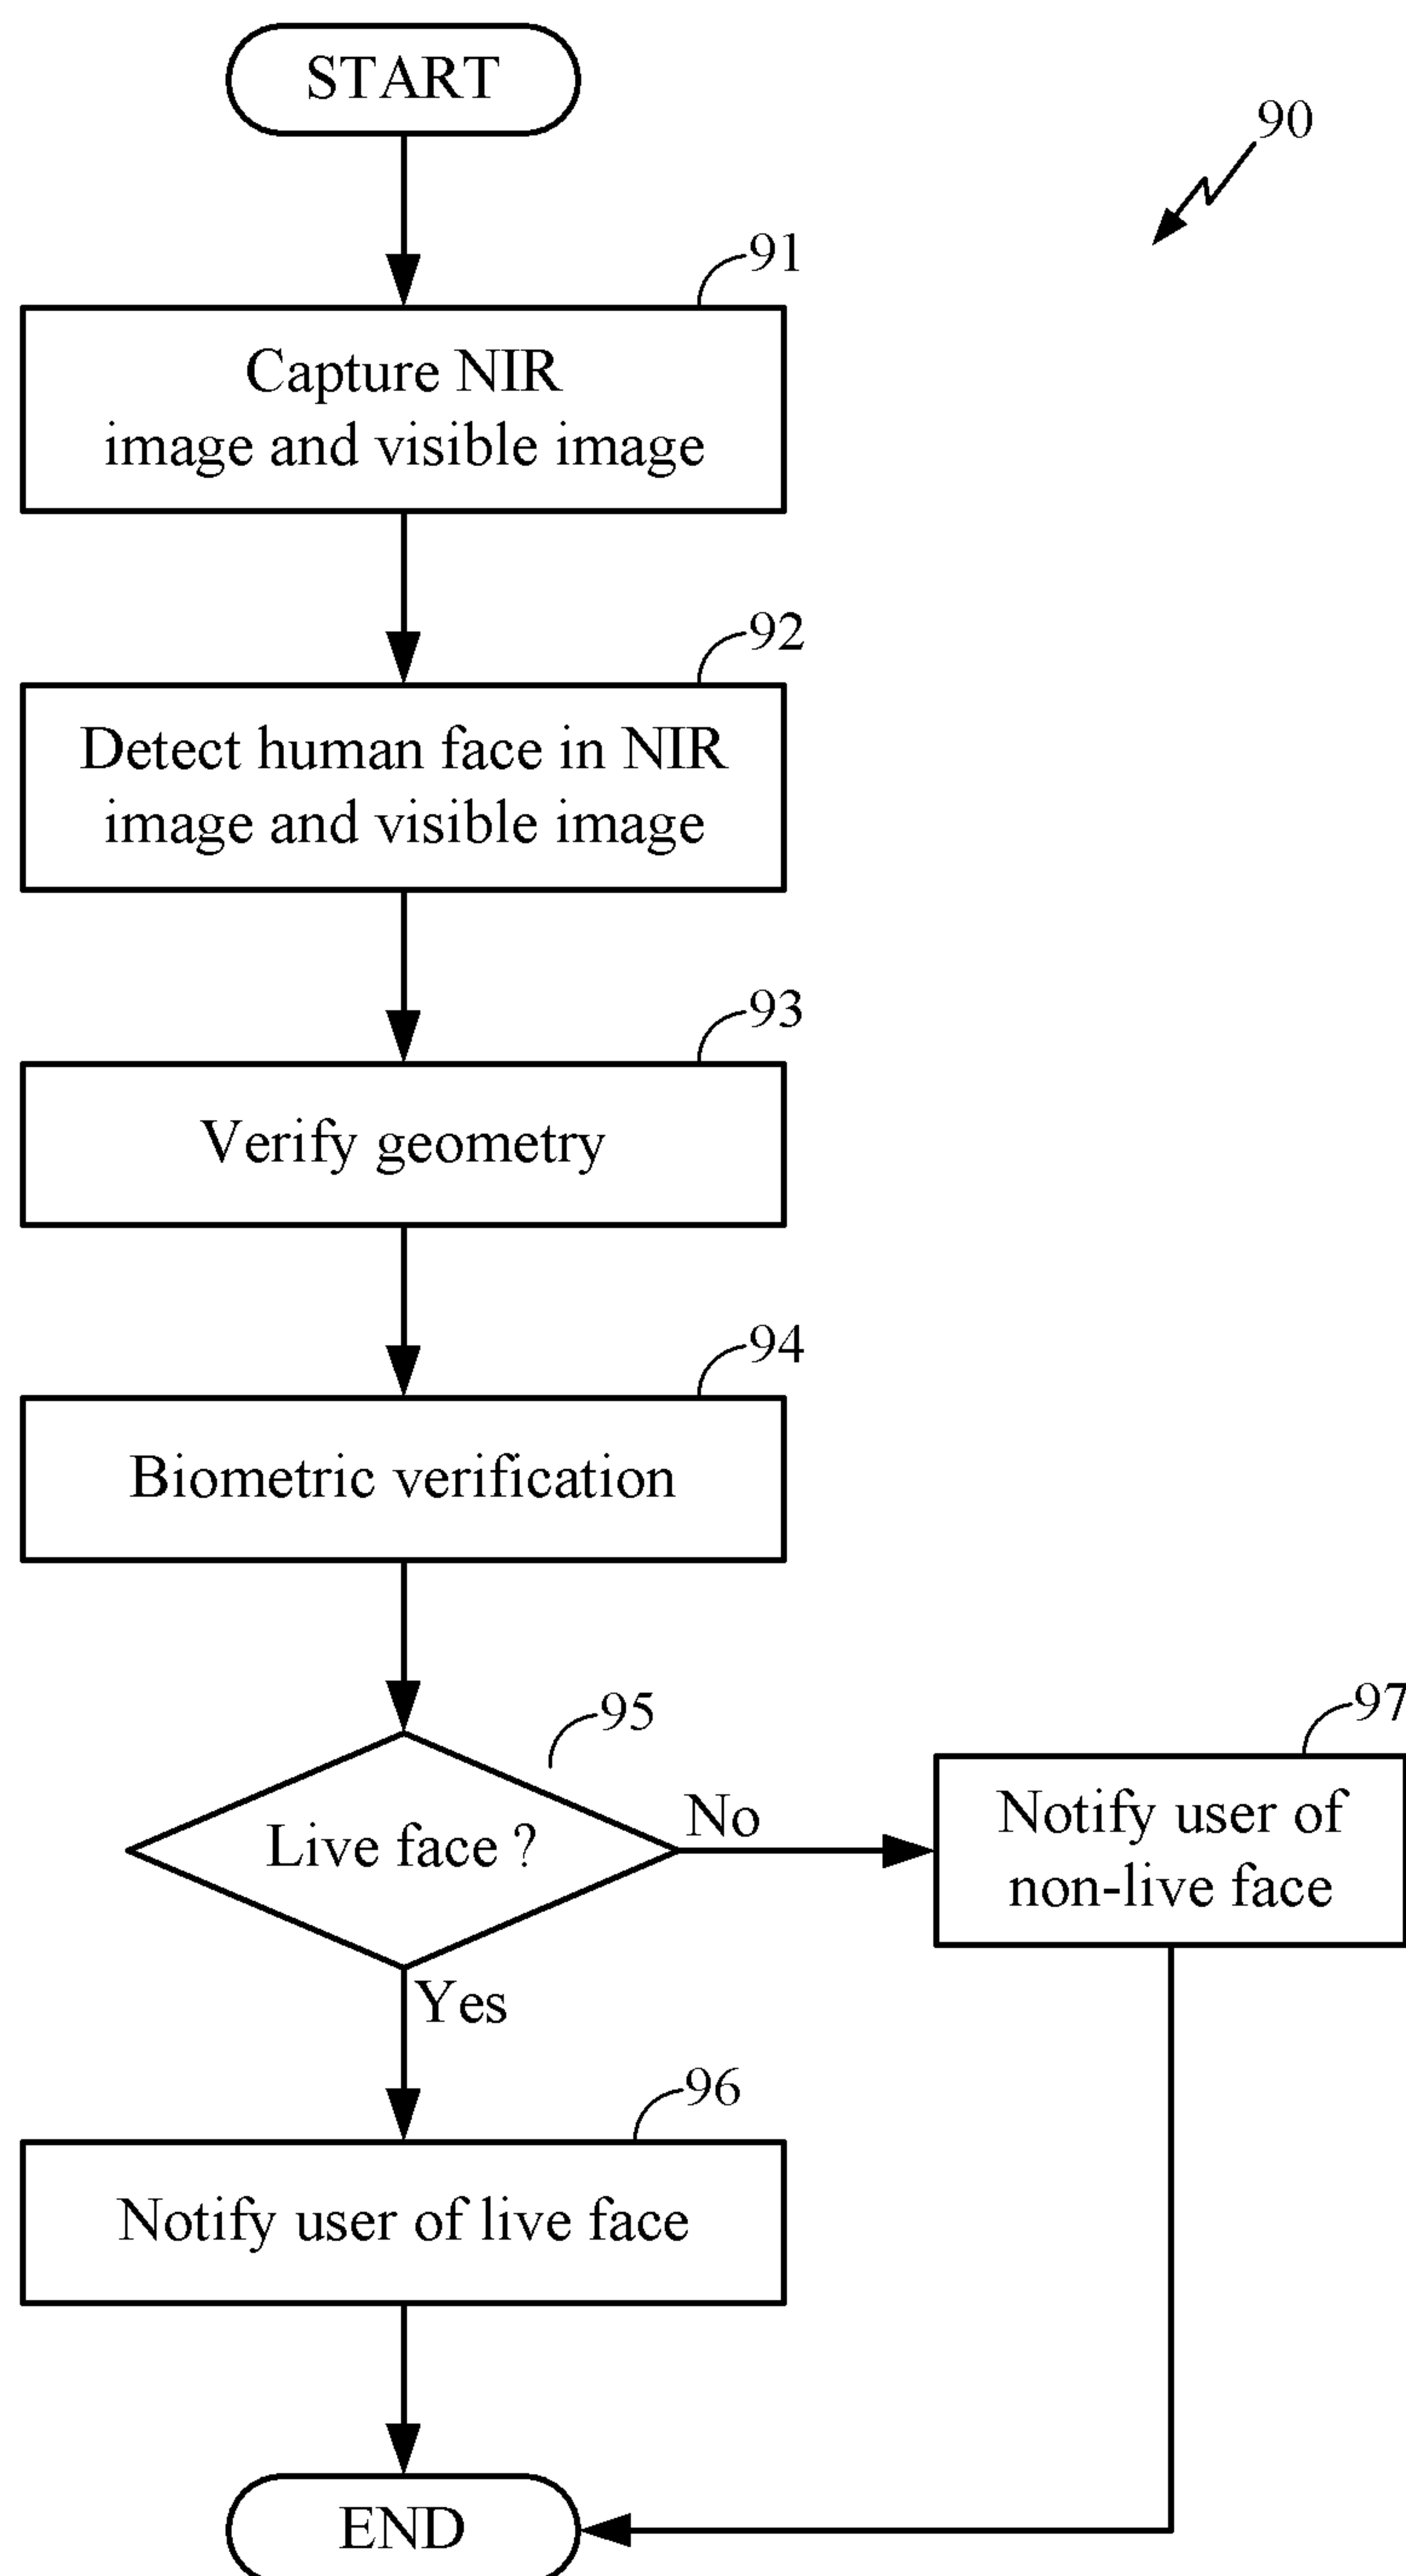 START
90
91
Capture NIR
image and visible image
92
Detect human face in NIR
image and visible image
93
Verify geometry
94
Biometric verification
95
Live face ?
No
97
Notify user of
non-live face
Yes
96
Notify user of live face
END